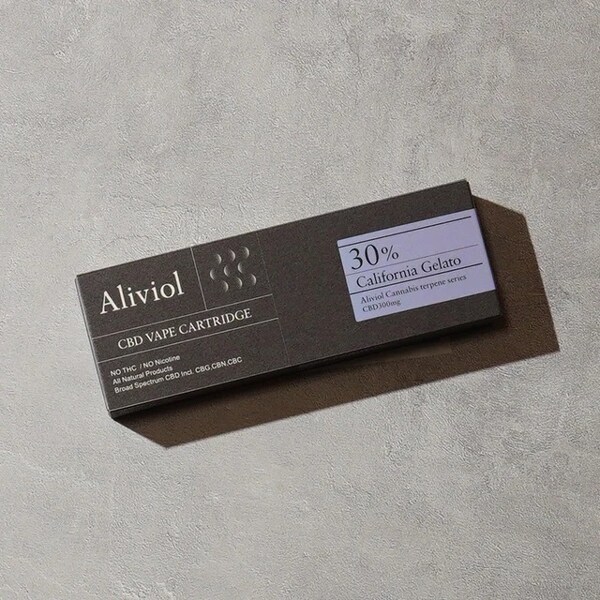 Aliviol
CBD VAPE CARTRIDGE
NO THC / NO Nicotine
All Natural Products
Broad Spectrum CBD Incl. CBG,CBN,CBC
30%
California Gelato
Aliviol Cannabis terpene series
CBD300mg